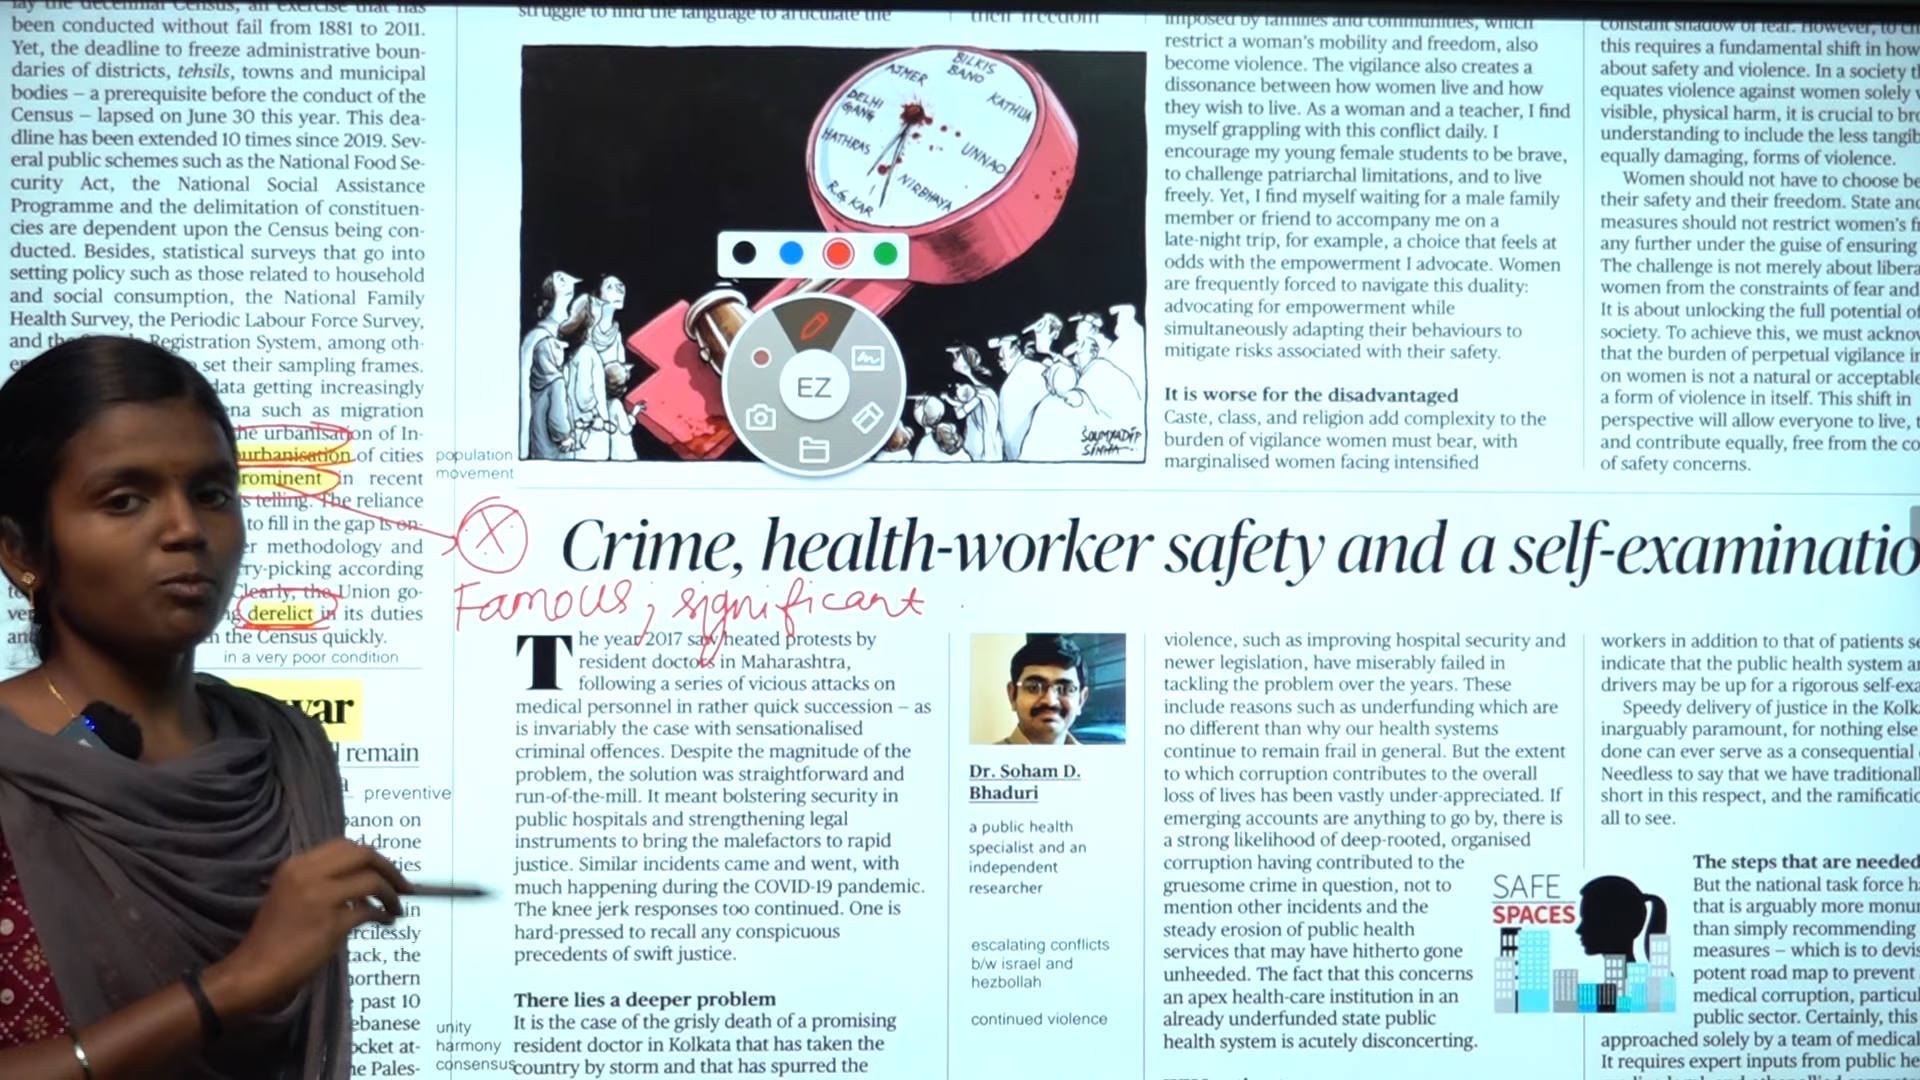 been conducted without fail from 1881 to 2011.
Yet, the deadline to freeze administrative boun-
daries of districts, tehsils, towns and municipal
bodies – a prerequisite before the conduct of the
Census – lapsed on June 30 this year. This dea-
dline has been extended 10 times since 2019. Sev-
eral public schemes such as the National Food Se-
curity Act, the National Social Assistance
Programme and the delimitation of constituen-
cies are dependent upon the Census being con-
ducted. Besides, statistical surveys that go into
setting policy such as those related to household
and social consumption, the National Family
Health Survey, the Periodic Labour Force Survey,
and the Registration System, among oth-
set their sampling frames.
data getting increasingly
such as migration
the urbanisation of In-
urbanisation of cities
in recent
telling. The reliance
to fill in the gap is on-
methodology and
according
Clearly, the Union go-
derelict in its duties
the Census quickly.
in a very poor condition
population
movement
remain
preventive
on
drone
in
the
past 10
unity
harmony
consensus
struggle to find the language to articulate the
their freedom
AJMER
BILKIS
BANO
KATHUA
UNNAO
NIRBHAYA
R.G. KAR
HATHRAS
DELHI
GANG
EZ
SOUMYADIP
SINHA
imposed by families and communities, which
restrict a woman's mobility and freedom, also
become violence. The vigilance also creates a
dissonance between how women live and how
they wish to live. As a woman and a teacher, I find
myself grappling with this conflict daily. I
encourage my young female students to be brave,
to challenge patriarchal limitations, and to live
freely. Yet, I find myself waiting for a male family
member or friend to accompany me on a
late-night trip, for example, a choice that feels at
odds with the empowerment I advocate. Women
are frequently forced to navigate this duality:
advocating for empowerment while
simultaneously adapting their behaviours to
mitigate risks associated with their safety.
It is worse for the disadvantaged
Caste, class, and religion add complexity to the
burden of vigilance women must bear, with
marginalised women facing intensified
constant shadow of fear. However, to
this requires a fundamental shift in how
about safety and violence. In a society
equates violence against women solely
visible, physical harm, it is crucial to
understanding to include the less
equally damaging, forms of violence.
Women should not have to choose
their safety and their freedom. State
measures should not restrict women's
any further under the guise of ensuring
The challenge is not merely about
women from the constraints of fear and
It is about unlocking the full potential of
society. To achieve this, we must
that the burden of perpetual vigilance
on women is not a natural or acceptable
a form of violence in itself. This shift in
perspective will allow everyone to live,
and contribute equally, free from the
of safety concerns.
Crime, health-worker safety and a self-examinatio
Famous; significant
The year 2017 saw heated protests by
resident doctors in Maharashtra,
following a series of vicious attacks on
medical personnel in rather quick succession – as
is invariably the case with sensationalised
criminal offences. Despite the magnitude of the
problem, the solution was straightforward and
run-of-the-mill. It meant bolstering security in
public hospitals and strengthening legal
instruments to bring the malefactors to rapid
justice. Similar incidents came and went, with
much happening during the COVID-19 pandemic.
The knee jerk responses too continued. One is
hard-pressed to recall any conspicuous
precedents of swift justice.
There lies a deeper problem
It is the case of the grisly death of a promising
resident doctor in Kolkata that has taken the
country by storm and that has spurred the
Dr. Soham D.
Bhaduri
a public health
specialist and an
independent
researcher
escalating conflicts
b/w israel and
hezbollah
continued violence
violence, such as improving hospital security and
newer legislation, have miserably failed in
tackling the problem over the years. These
include reasons such as underfunding which are
no different than why our health systems
continue to remain frail in general. But the extent
to which corruption contributes to the overall
loss of lives has been vastly under-appreciated. If
emerging accounts are anything to go by, there is
a strong likelihood of deep-rooted, organised
corruption having contributed to the
gruesome crime in question, not to
mention other incidents and the
steady erosion of public health
services that may have hitherto gone
unheeded. The fact that this concerns
an apex health-care institution in an
already underfunded state public
health system is acutely disconcerting.
SAFE
SPACES
workers in addition to that of patients
indicate that the public health system
drivers may be up for a rigorous
Speedy delivery of justice in the
inarguably paramount, for nothing else
done can ever serve as a consequential
Needless to say that we have
short in this respect, and the
all to see.
The steps that are needed
But the national task force
that is arguably more
than simply recommending
measures – which is to
potent road map to prevent
medical corruption,
public sector. Certainly, this
approached solely by a team of medical
It requires expert inputs from public